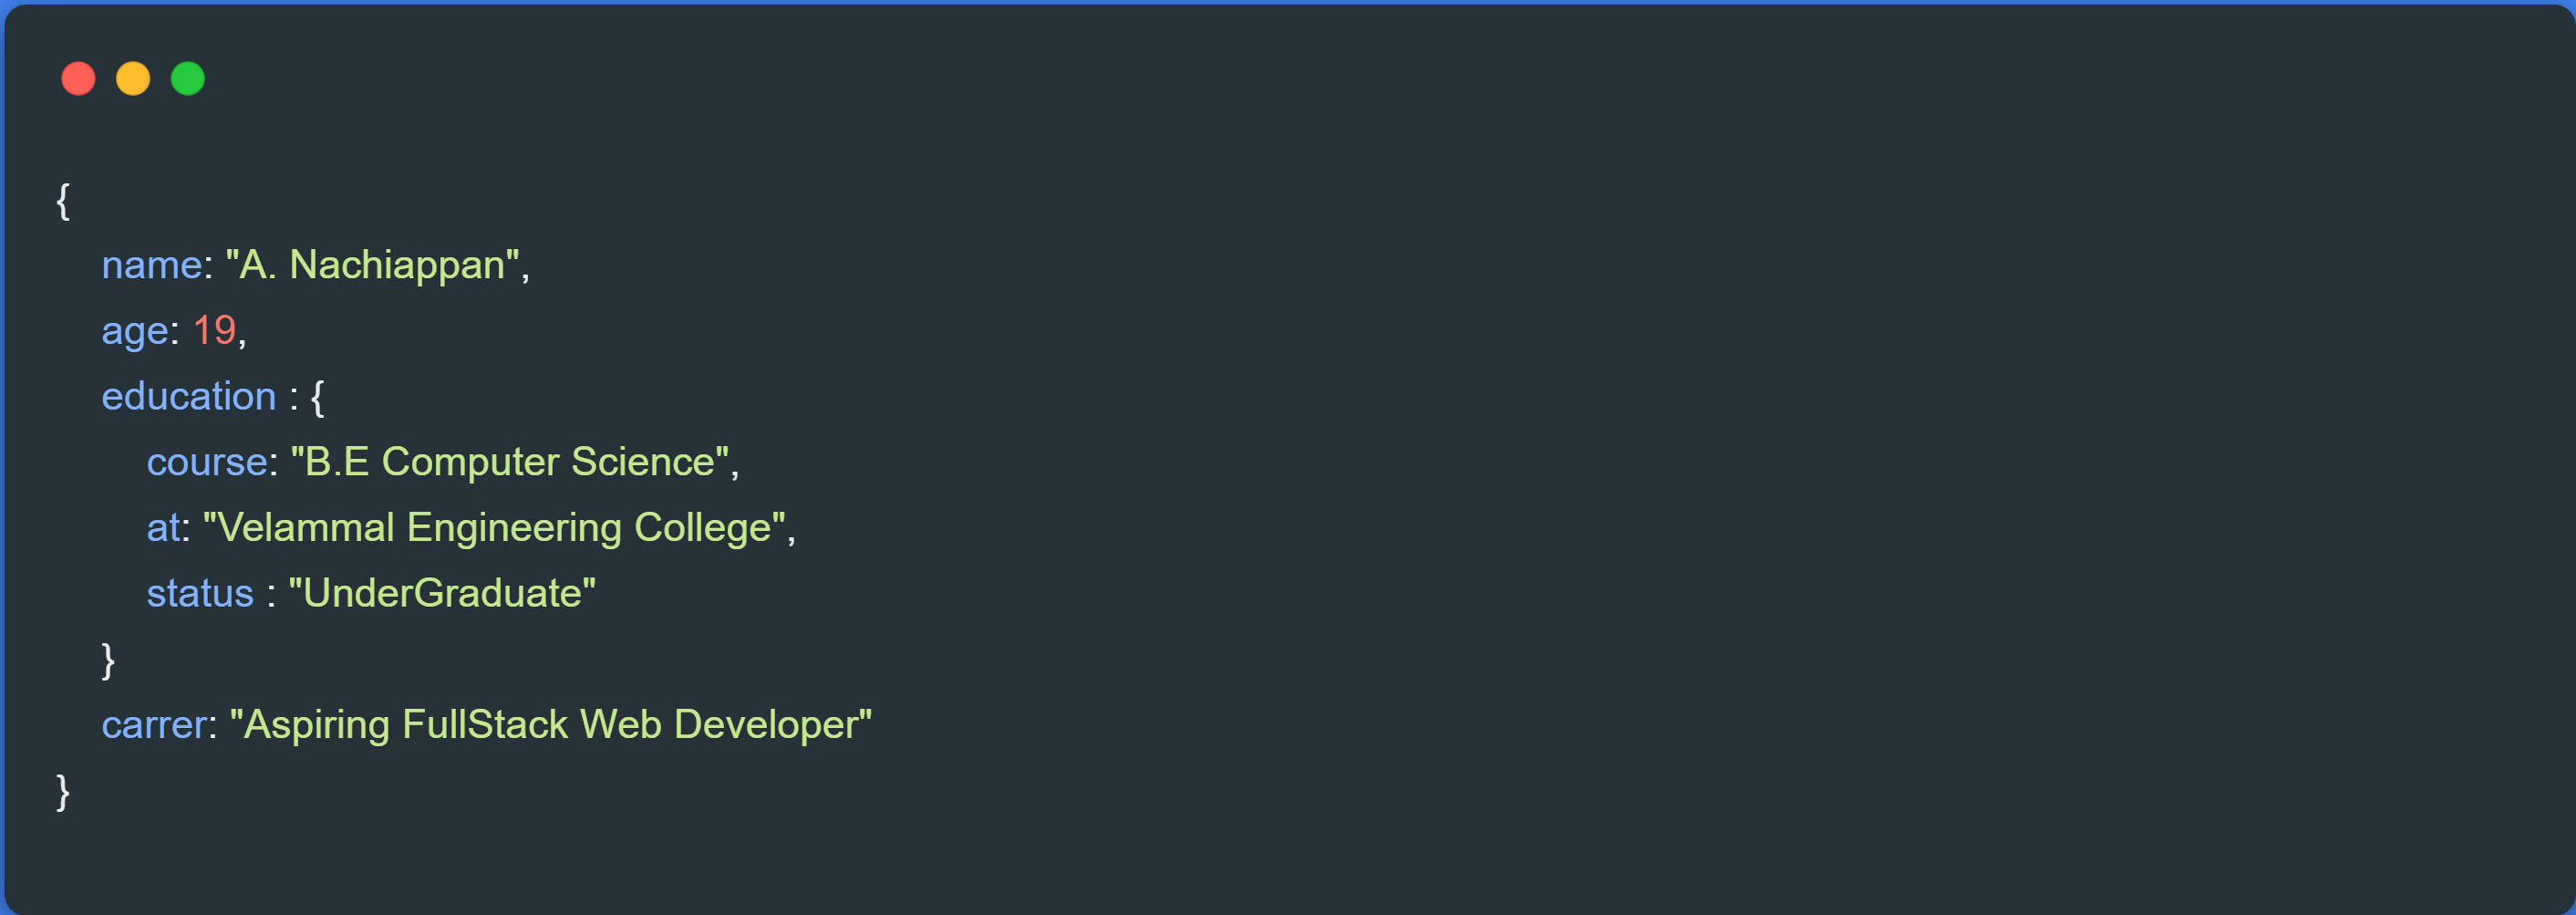 {
name: "A. Nachiappan",
age: 19,
education : {
course: "B.E Computer Science",
at: "Velammal Engineering College",
status : "UnderGraduate"
}
carrer: "Aspiring FullStack Web Developer"
}